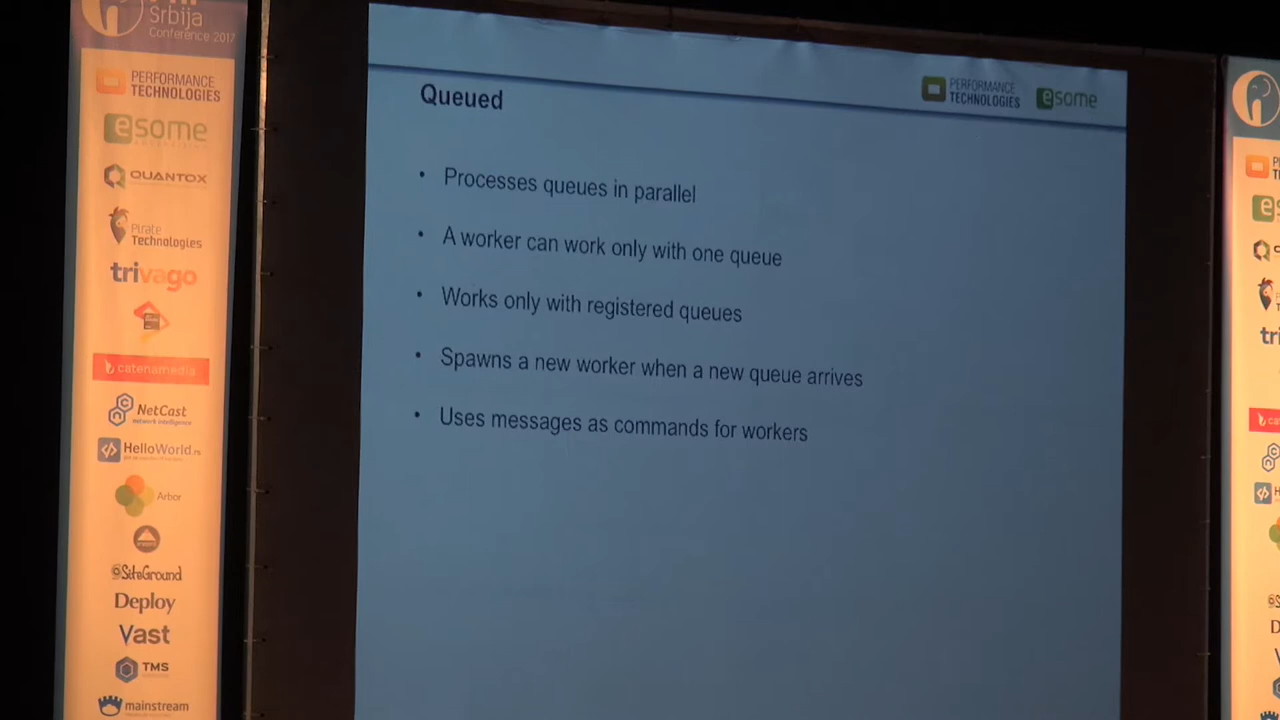 Srbija
Conference 2017
PERFORMANCE
TECHNOLOGIES
esome
QUANTOX
Pirate
Technologies
trivago
catenamedia
NetCast
network intelligence
HelloWorld.rs
Arbor
SiteGround
Deploy
Vast
TMS
mainstream
Queued
PERFORMANCE
TECHNOLOGIES
esome
• Processes queues in parallel
• A worker can work only with one queue
• Works only with registered queues
• Spawns a new worker when a new queue arrives
• Uses messages as commands for workers